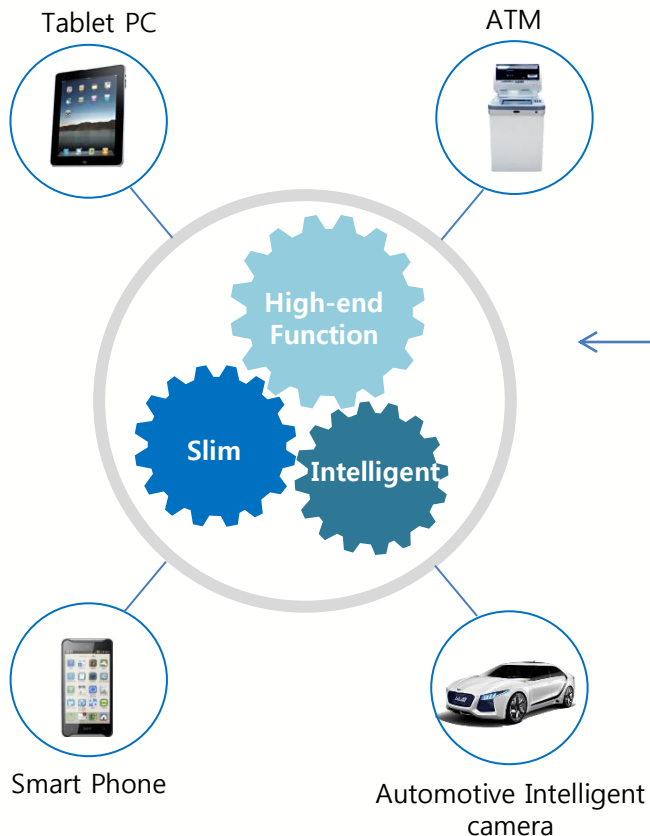 Tablet PC
ATM
High-end
Function
Slim
Intelligent
Smart Phone
Automotive Intelligent
camera